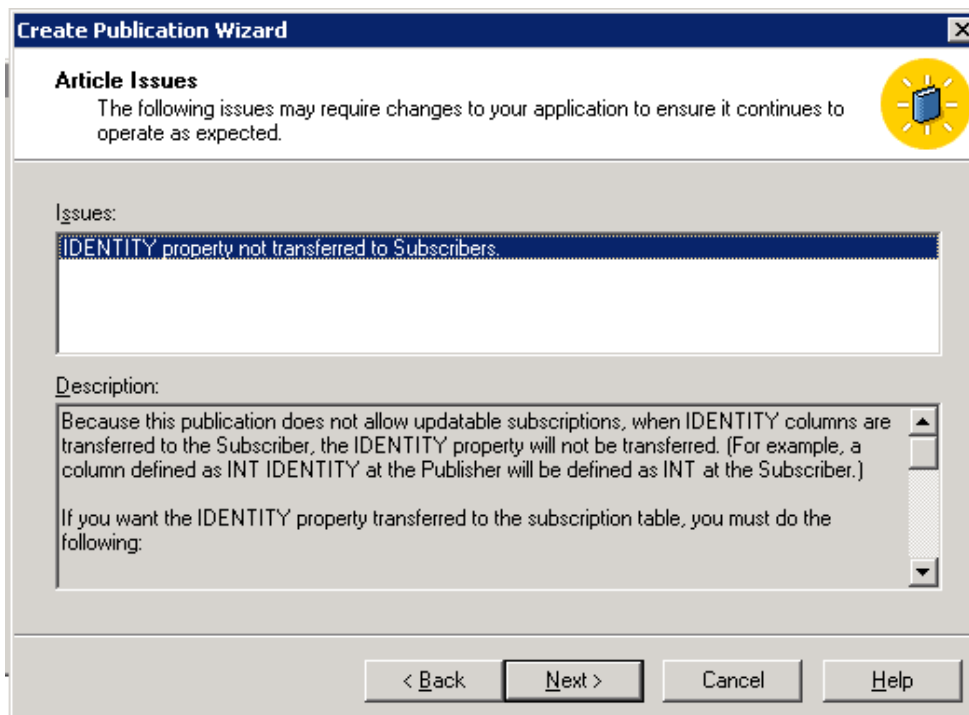 Create Publication Wizard
Article Issues
The following issues may require changes to your application to ensure it continues to
operate as expected.
Issues:
IDENTITY property not transferred to Subscribers.
Description:
Because this publication does not allow updatable subscriptions, when IDENTITY columns are
transferred to the Subscriber, the IDENTITY property will not be transferred. (For example, a
column defined as INT IDENTITY at the Publisher will be defined as INT at the Subscriber.)
If you want the IDENTITY property transferred to the subscription table, you must do the
following:
< Back
Next >
Cancel
Help